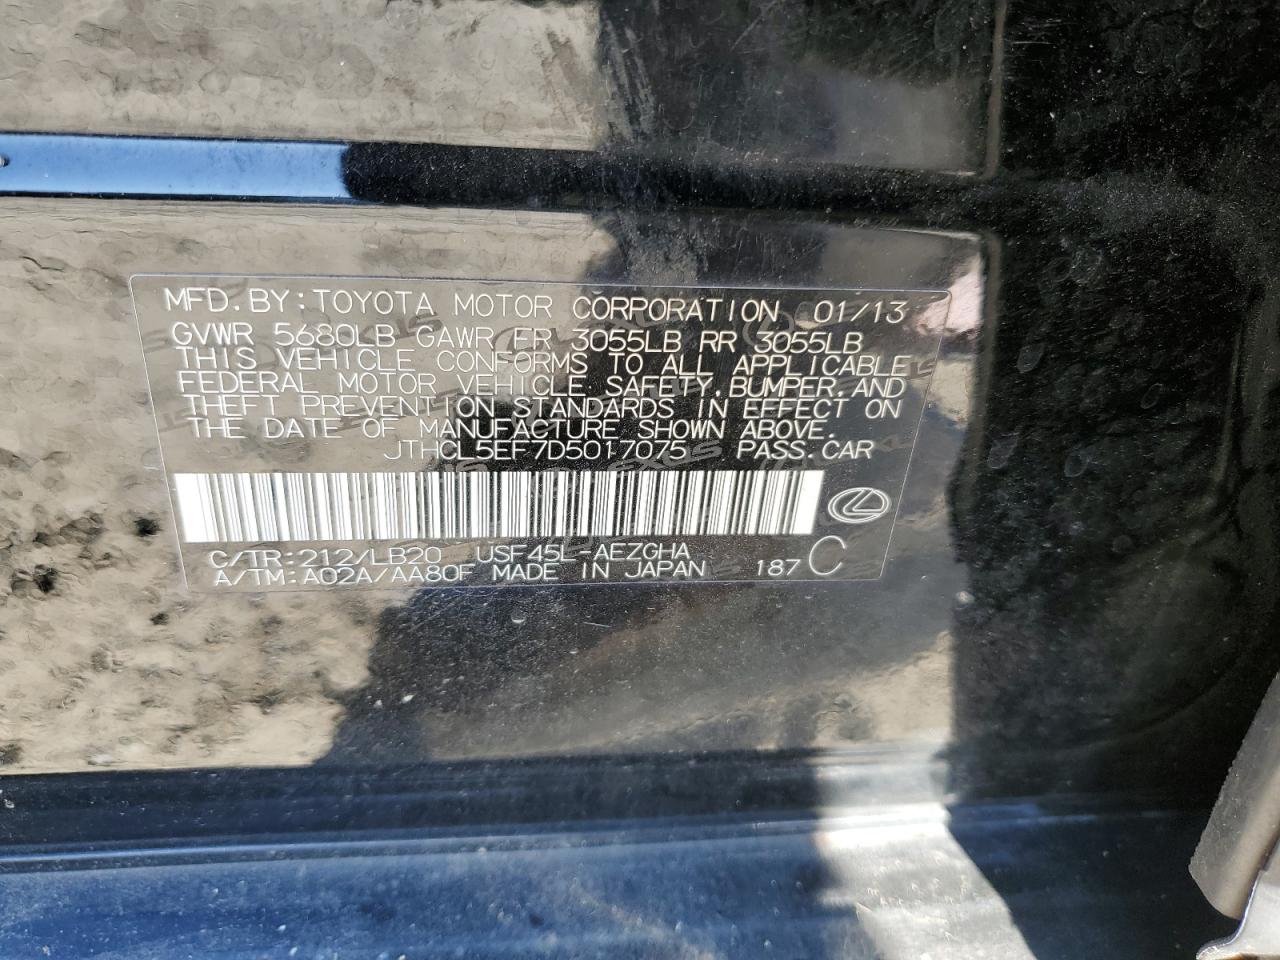 MFD. BY: TOYOTA MOTOR CORPORATION 01/13
GVWR 5680LB GAWR FR 3055LB RR 3055LB
THIS VEHICLE CONFORMS TO ALL APPLICABLE
FEDERAL MOTOR VEHICLE SAFETY, BUMPER, AND
THEFT PREVENTION STANDARDS IN EFFECT ON
THE DATE OF MANUFACTURE SHOWN ABOVE.
JTHCL5EF7D5017075 PASS. CAR
C/TR: 212/LB20 USF45L-AEZGHA
A/TM: A02A/AA80F MADE IN JAPAN 187 C